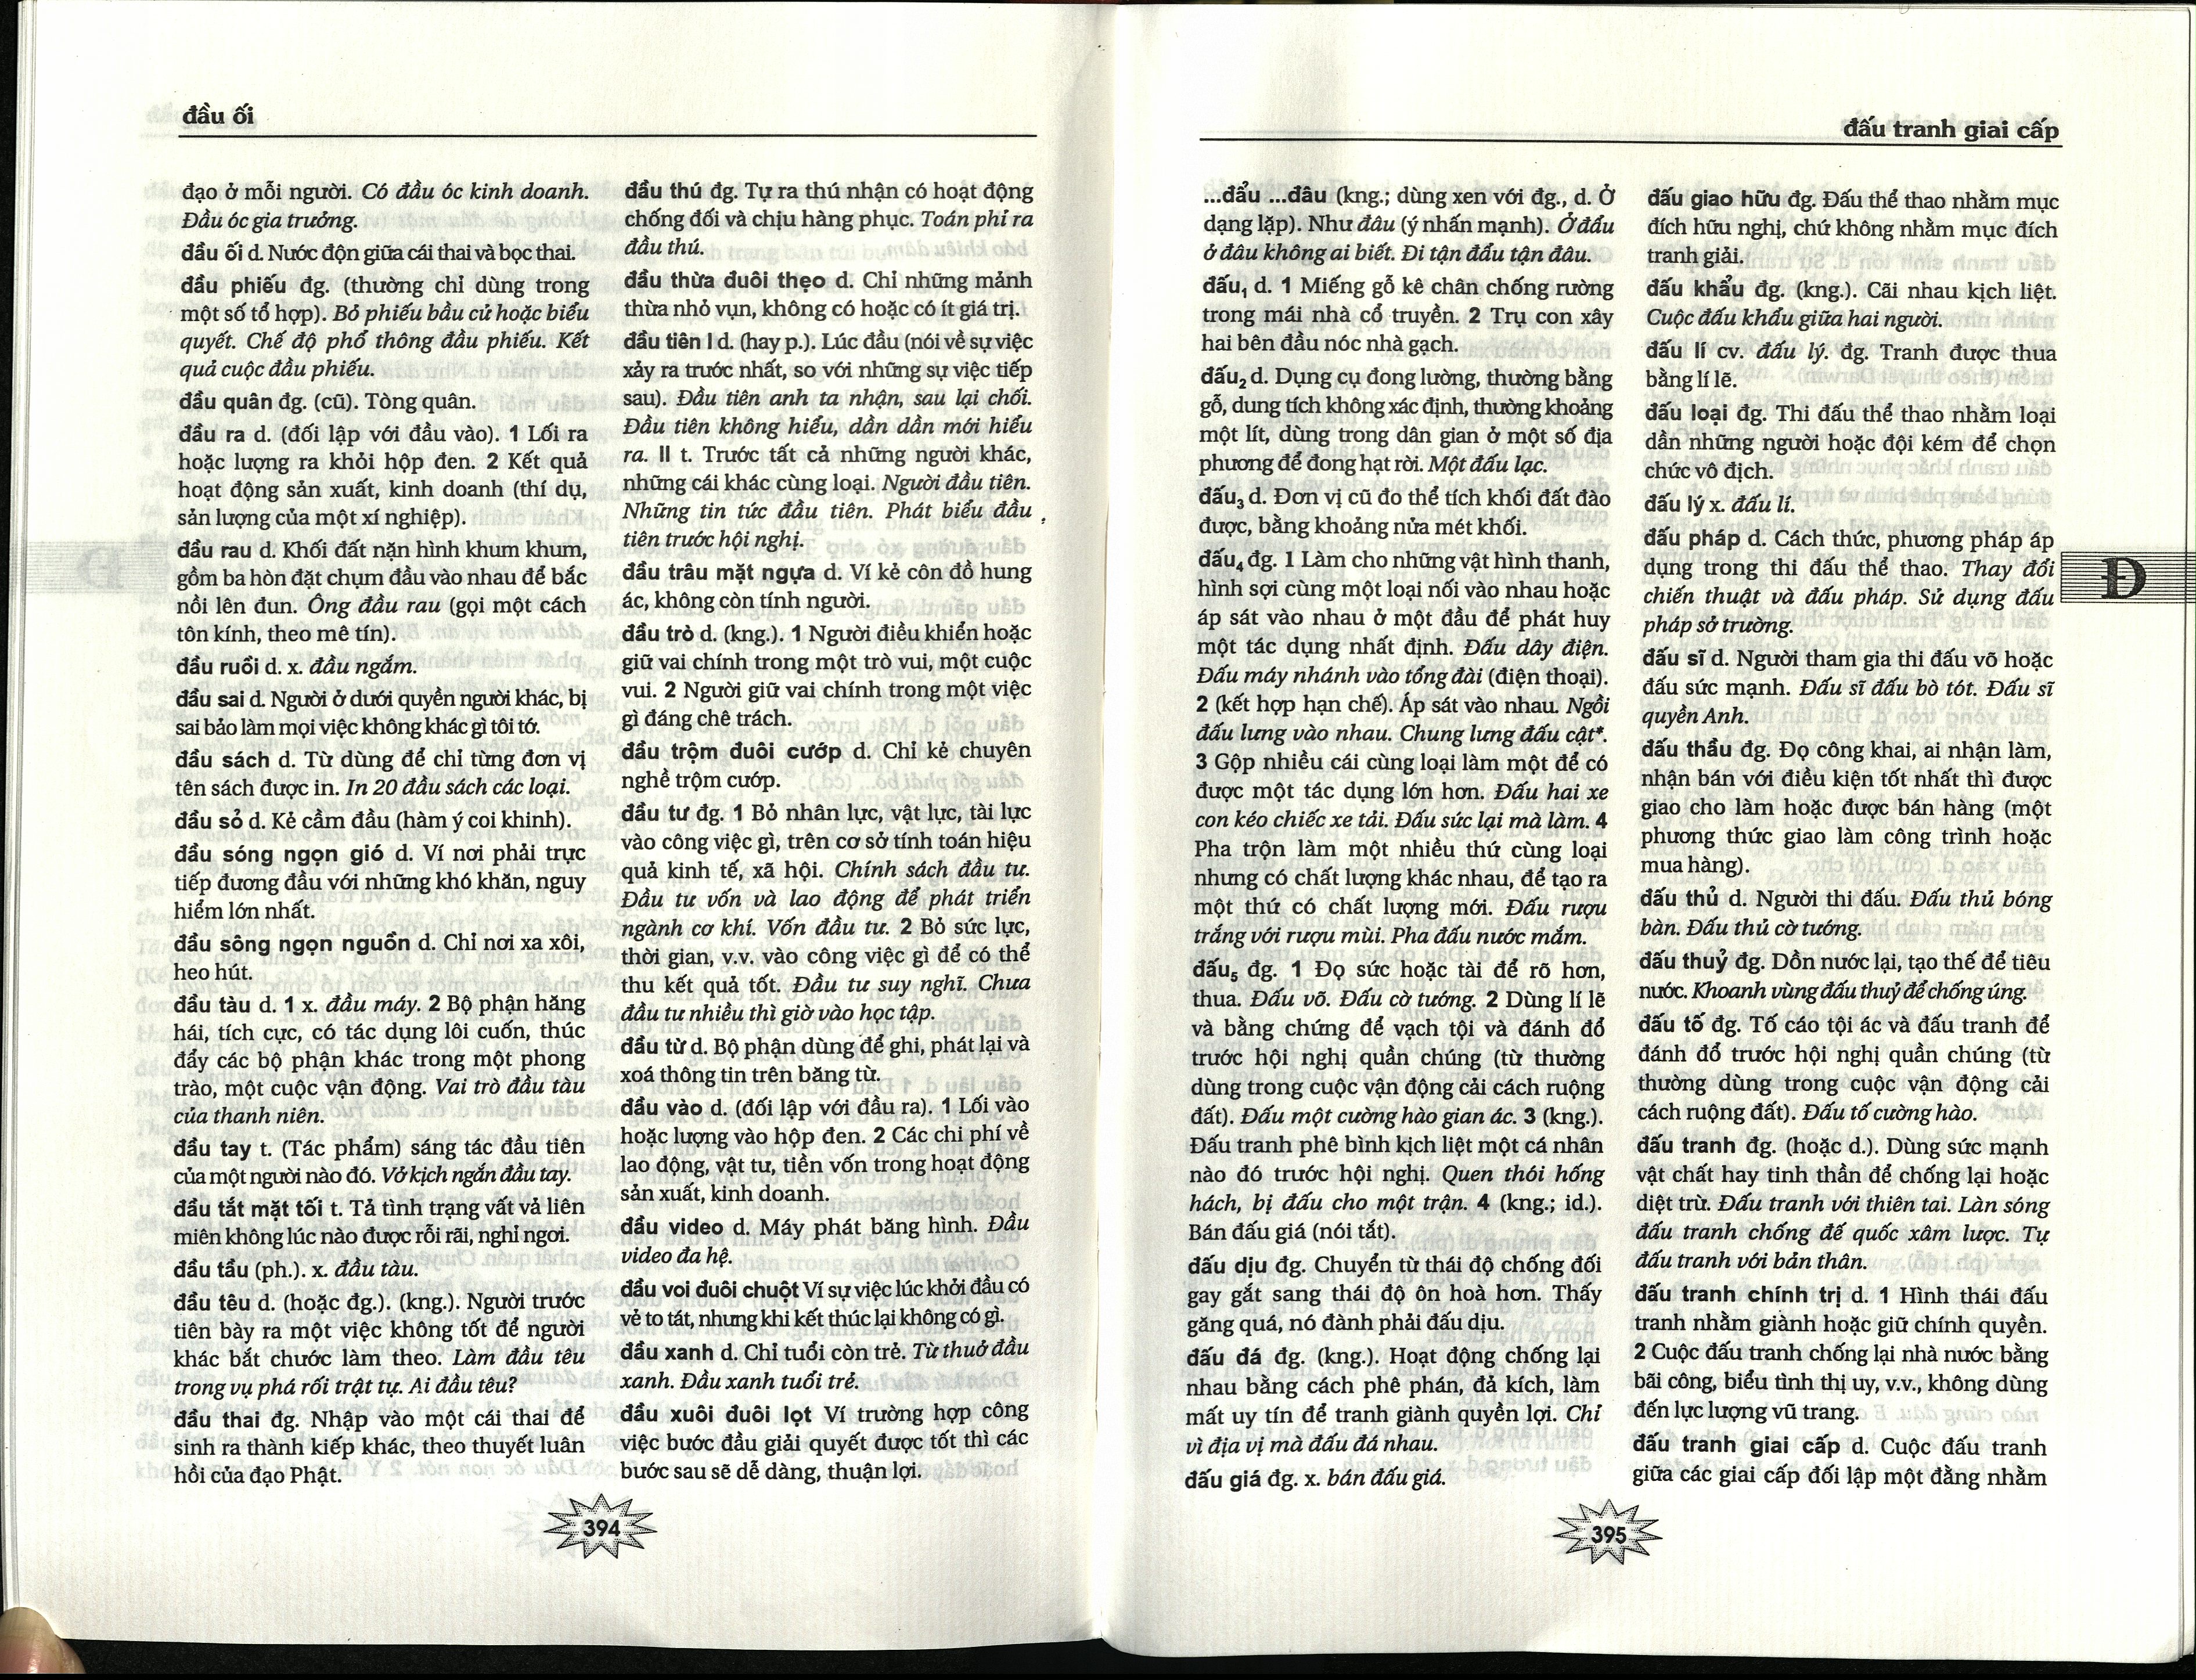 đầu ối
đạo ở mỗi người. Có đầu óc kinh doanh.
Đầu óc gia trưởng.
đầu ối d. Nước độn giữa cái thai và bọc thai.
đầu phiếu đg. (thường chỉ dùng trong
một số tổ hợp). Bỏ phiếu bầu cử hoặc biểu
quyết. Chế độ phổ thông đầu phiếu. Kết
quả cuộc đầu phiếu.
đầu quân đg. (cũ). Tòng quân.
đầu ra d. (đối lập với đầu vào). 1 Lối ra
hoặc lượng ra khỏi hộp đen. 2 Kết quả
hoạt động sản xuất, kinh doanh (thí dụ,
sản lượng của một xí nghiệp).
đầu rau d. Khối đất nặn hình khum khum,
gồm ba hòn đặt chụm đầu vào nhau để bắc
nồi lên đun. Ông đầu rau (gọi một cách
tôn kính, theo mê tín).
đầu ruồi d. x. đầu ngắm.
đầu sai d. Người ở dưới quyền người khác, bị
sai bảo làm mọi việc không khác gì tôi tó.
đầu sách d. Từ dùng để chỉ từng đơn vị
tên sách được in. In 20 đầu sách các loại.
đầu sỏ d. Kẻ cầm đầu (hàm ý coi khinh).
đầu sóng ngọn gió d. Ví nơi phải trực
tiếp đương đầu với những khó khăn, nguy
hiểm lớn nhất.
đầu sông ngọn nguồn d. Chỉ nơi xa xôi,
heo hút.
đầu tàu d. 1 x. đầu máy. 2 Bộ phận hăng
hái, tích cực, có tác dụng lôi cuốn, thúc
đẩy các bộ phận khác trong một phong
trào, một cuộc vận động. Vai trò đầu tàu
của thanh niên.
đầu tay t. (Tác phẩm) sáng tác đầu tiên
của một người nào đó. Vở kịch ngắn đầu tay.
đầu tắt mặt tối t. Tả tình trạng vất vả liên
miên không lúc nào được rỗi rãi, nghỉ ngơi.
đầu tẩu (ph.). x. đầu tàu.
đầu têu d. (hoặc đg.). (kng.). Người trước
tiên bày ra một việc không tốt để người
khác bắt chước làm theo. Làm đầu têu
trong vụ phá rối trật tự. Ai đầu têu?
đầu thai đg. Nhập vào một cái thai để
sinh ra thành kiếp khác, theo thuyết luân
hồi của đạo Phật.
đầu thú đg. Tự ra thú nhận có hoạt động
chống đối và chịu hàng phục. Toán phỉ ra
đầu thú.
đầu thừa đuôi thẹo d. Chỉ những mảnh
thừa nhỏ vụn, không có hoặc có ít giá trị.
đầu tiên I d. (hay p.). Lúc đầu (nói về sự việc
xảy ra trước nhất, so với những sự việc tiếp
sau). Đầu tiên anh ta nhận, sau lại chối.
Đầu tiên không hiểu, dần dần mới hiểu
ra. II t. Trước tất cả những người khác,
những cái khác cùng loại. Người đầu tiên.
Những tin tức đầu tiên. Phát biểu đầu
tiên trước hội nghị.
đầu trâu mặt ngựa d. Ví kẻ côn đồ hung
ác, không còn tính người.
đầu trò d. (kng.). 1 Người điều khiển hoặc
giữ vai chính trong một trò vui, một cuộc
vui. 2 Người giữ vai chính trong một việc
gì đáng chê trách.
đầu trộm đuôi cướp d. Chỉ kẻ chuyên
nghề trộm cướp.
đầu tư đg. 1 Bỏ nhân lực, vật lực, tài lực
vào công việc gì, trên cơ sở tính toán hiệu
quả kinh tế, xã hội. Chính sách đầu tư.
Đầu tư vốn và lao động để phát triển
ngành cơ khí. Vốn đầu tư. 2 Bỏ sức lực,
thời gian, v.v. vào công việc gì để có thể
thu kết quả tốt. Đầu tư suy nghĩ. Chưa
đầu tư nhiều thì giờ vào học tập.
đầu từ d. Bộ phận dùng để ghi, phát lại và
xoá thông tin trên băng từ.
đầu vào d. (đối lập với đầu ra). 1 Lối vào
hoặc lượng vào hộp đen. 2 Các chi phí về
lao động, vật tư, tiền vốn trong hoạt động
sản xuất, kinh doanh.
đầu video d. Máy phát băng hình. Đầu
video đa hệ.
đầu voi đuôi chuột Ví sự việc lúc khởi đầu có
vẻ to tát, nhưng khi kết thúc lại không có gì.
đầu xanh d. Chỉ tuổi còn trẻ. Từ thuở đầu
xanh. Đầu xanh tuổi trẻ.
đầu xuôi đuôi lọt Ví trường hợp công
việc bước đầu giải quyết được tốt thì các
bước sau sẽ dễ dàng, thuận lợi.
394
đấu tranh giai cấp
...đẩu ...đâu (kng.; dùng xen với đg., d. Ở
dạng lặp). Như đâu (ý nhấn mạnh). Ở đẩu
ở đâu không ai biết. Đi tận đẩu tận đâu.
đấu₁ d. 1 Miếng gỗ kê chân chống rường
trong mái nhà cổ truyền. 2 Trụ con xây
hai bên đầu nóc nhà gạch.
đấu₂ d. Dụng cụ đong lường, thường bằng
gỗ, dung tích không xác định, thường khoảng
một lít, dùng trong dân gian ở một số địa
phương để đong hạt rời. Một đấu lạc.
đấu₃ d. Đơn vị cũ đo thể tích khối đất đào
được, bằng khoảng nửa mét khối.
đấu₄ đg. 1 Làm cho những vật hình thanh,
hình sợi cùng một loại nối vào nhau hoặc
áp sát vào nhau ở một đầu để phát huy
một tác dụng nhất định. Đấu dây điện.
Đấu máy nhánh vào tổng đài (điện thoại).
2 (kết hợp hạn chế). Áp sát vào nhau. Ngồi
đấu lưng vào nhau. Chung lưng đấu cật*.
3 Gộp nhiều cái cùng loại làm một để có
được một tác dụng lớn hơn. Đấu hai xe
con kéo chiếc xe tải. Đấu sức lại mà làm. 4
Pha trộn làm một nhiều thứ cùng loại
nhưng có chất lượng khác nhau, để tạo ra
một thứ có chất lượng mới. Đấu rượu
trắng với rượu mùi. Pha đấu nước mắm.
đấu₅ đg. 1 Đọ sức hoặc tài để rõ hơn,
thua. Đấu võ. Đấu cờ tướng. 2 Dùng lí lẽ
và bằng chứng để vạch tội và đánh đổ
trước hội nghị quần chúng (từ thường
dùng trong cuộc vận động cải cách ruộng
đất). Đấu một cường hào gian ác. 3 (kng.).
Đấu tranh phê bình kịch liệt một cá nhân
nào đó trước hội nghị. Quen thói hống
hách, bị đấu cho một trận. 4 (kng.; id.).
Bán đấu giá (nói tắt).
đấu dịu đg. Chuyển từ thái độ chống đối
gay gắt sang thái độ ôn hoà hơn. Thấy
găng quá, nó đành phải đấu dịu.
đấu đá đg. (kng.). Hoạt động chống lại
nhau bằng cách phê phán, đả kích, làm
mất uy tín để tranh giành quyền lợi. Chỉ
vì địa vị mà đấu đá nhau.
đấu giá đg. x. bán đấu giá.
đấu giao hữu đg. Đấu thể thao nhằm mục
đích hữu nghị, chứ không nhằm mục đích
tranh giải.
đấu khẩu đg. (kng.). Cãi nhau kịch liệt.
Cuộc đấu khẩu giữa hai người.
đấu lí cv. đấu lý. đg. Tranh được thua
bằng lí lẽ.
đấu loại đg. Thi đấu thể thao nhằm loại
dần những người hoặc đội kém để chọn
chức vô địch.
đấu lý x. đấu lí.
đấu pháp d. Cách thức, phương pháp áp
dụng trong thi đấu thể thao. Thay đổi
chiến thuật và đấu pháp. Sử dụng đấu
pháp sở trường.
đấu sĩ d. Người tham gia thi đấu võ hoặc
đấu sức mạnh. Đấu sĩ đấu bò tót. Đấu sĩ
quyền Anh.
đấu thầu đg. Đọ công khai, ai nhận làm,
nhận bán với điều kiện tốt nhất thì được
giao cho làm hoặc được bán hàng (một
phương thức giao làm công trình hoặc
mua hàng).
đấu thủ d. Người thi đấu. Đấu thủ bóng
bàn. Đấu thủ cờ tướng.
đấu thuỷ đg. Dồn nước lại, tạo thế để tiêu
nước. Khoanh vùng đấu thuỷ để chống úng.
đấu tố đg. Tố cáo tội ác và đấu tranh để
đánh đổ trước hội nghị quần chúng (từ
thường dùng trong cuộc vận động cải
cách ruộng đất). Đấu tố cường hào.
đấu tranh đg. (hoặc d.). Dùng sức mạnh
vật chất hay tinh thần để chống lại hoặc
diệt trừ. Đấu tranh với thiên tai. Làn sóng
đấu tranh chống đế quốc xâm lược. Tự
đấu tranh với bản thân.
đấu tranh chính trị d. 1 Hình thái đấu
tranh nhằm giành hoặc giữ chính quyền.
2 Cuộc đấu tranh chống lại nhà nước bằng
bãi công, biểu tình thị uy, v.v., không dùng
đến lực lượng vũ trang.
đấu tranh giai cấp d. Cuộc đấu tranh
giữa các giai cấp đối lập một đằng nhằm
Đ
395